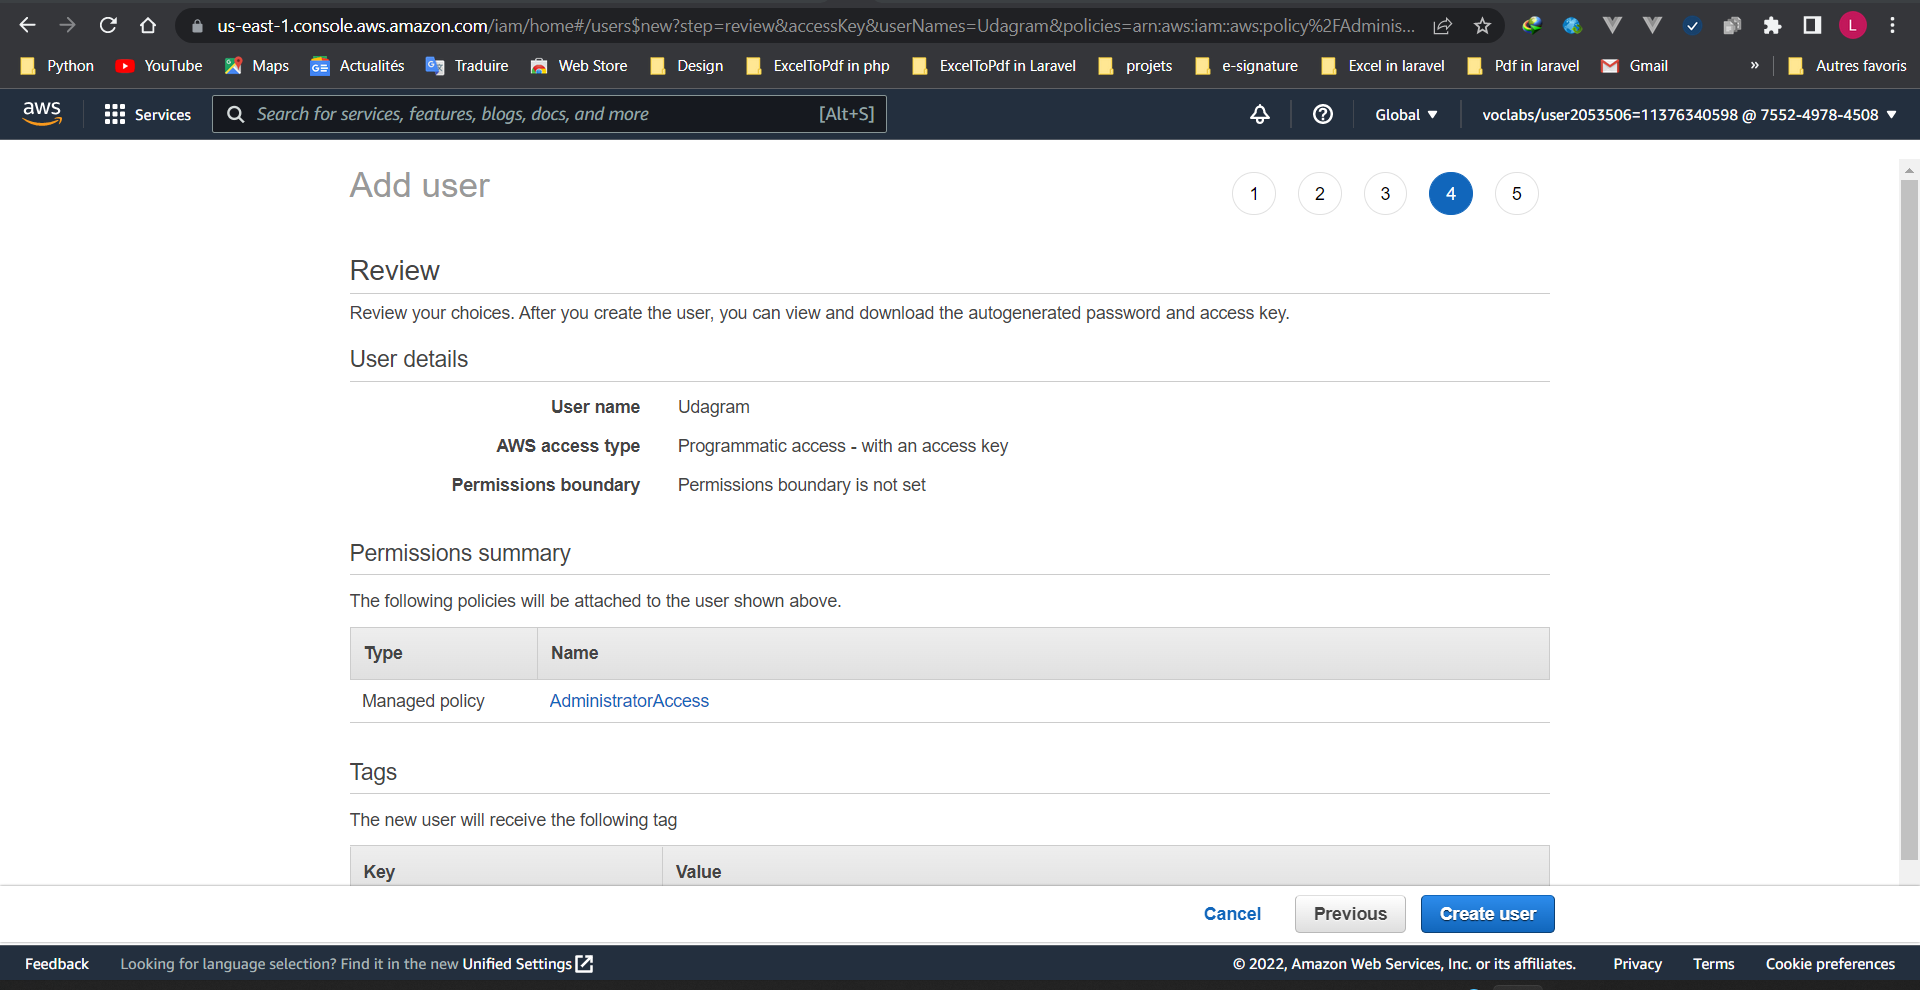 us-east-1.console.aws.amazon.com/iam/home#/users$new?step=review&accessKey&userNames=Udagram&policies=arn:aws:iam::aws:policy%2FAdminis...
L
Python YouTube Maps Actualités Traduire Web Store Design ExcelToPdf in php ExcelToPdf in Laravel projets e-signature Excel in laravel Pdf in laravel Gmail » Autres favoris
aws Services Search for services, features, blogs, docs, and more [Alt+S] Global voclabs/user2053506=11376340598 @ 7552-4978-4508
Add user 1 2 3 4 5
Review
Review your choices. After you create the user, you can view and download the autogenerated password and access key.
User details
User name Udagram
AWS access type Programmatic access - with an access key
Permissions boundary Permissions boundary is not set
Permissions summary
The following policies will be attached to the user shown above.
Type Name
Managed policy AdministratorAccess
Tags
The new user will receive the following tag
Key Value
Cancel Previous Create user
Feedback Looking for language selection? Find it in the new Unified Settings © 2022, Amazon Web Services, Inc. or its affiliates. Privacy Terms Cookie preferences